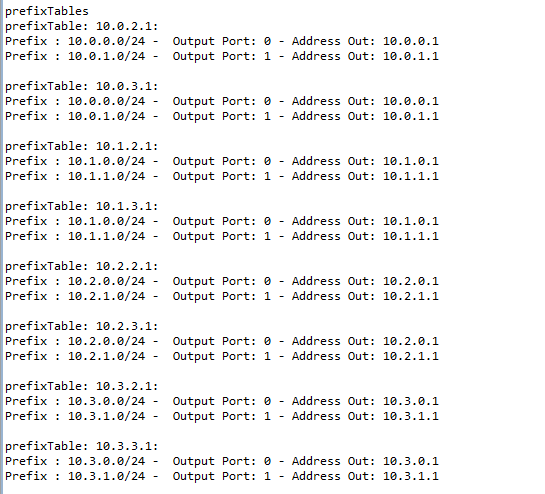 prefixTables
prefixTable: 10.0.2.1:
Prefix : 10.0.0.0/24 -  Output Port: 0 - Address Out: 10.0.0.1
Prefix : 10.0.1.0/24 -  Output Port: 1 - Address Out: 10.0.1.1
prefixTable: 10.0.3.1:
Prefix : 10.0.0.0/24 -  Output Port: 0 - Address Out: 10.0.0.1
Prefix : 10.0.1.0/24 -  Output Port: 1 - Address Out: 10.0.1.1
prefixTable: 10.1.2.1:
Prefix : 10.1.0.0/24 -  Output Port: 0 - Address Out: 10.1.0.1
Prefix : 10.1.1.0/24 -  Output Port: 1 - Address Out: 10.1.1.1
prefixTable: 10.1.3.1:
Prefix : 10.1.0.0/24 -  Output Port: 0 - Address Out: 10.1.0.1
Prefix : 10.1.1.0/24 -  Output Port: 1 - Address Out: 10.1.1.1
prefixTable: 10.2.2.1:
Prefix : 10.2.0.0/24 -  Output Port: 0 - Address Out: 10.2.0.1
Prefix : 10.2.1.0/24 -  Output Port: 1 - Address Out: 10.2.1.1
prefixTable: 10.2.3.1:
Prefix : 10.2.0.0/24 -  Output Port: 0 - Address Out: 10.2.0.1
Prefix : 10.2.1.0/24 -  Output Port: 1 - Address Out: 10.2.1.1
prefixTable: 10.3.2.1:
Prefix : 10.3.0.0/24 -  Output Port: 0 - Address Out: 10.3.0.1
Prefix : 10.3.1.0/24 -  Output Port: 1 - Address Out: 10.3.1.1
prefixTable: 10.3.3.1:
Prefix : 10.3.0.0/24 -  Output Port: 0 - Address Out: 10.3.0.1
Prefix : 10.3.1.0/24 -  Output Port: 1 - Address Out: 10.3.1.1